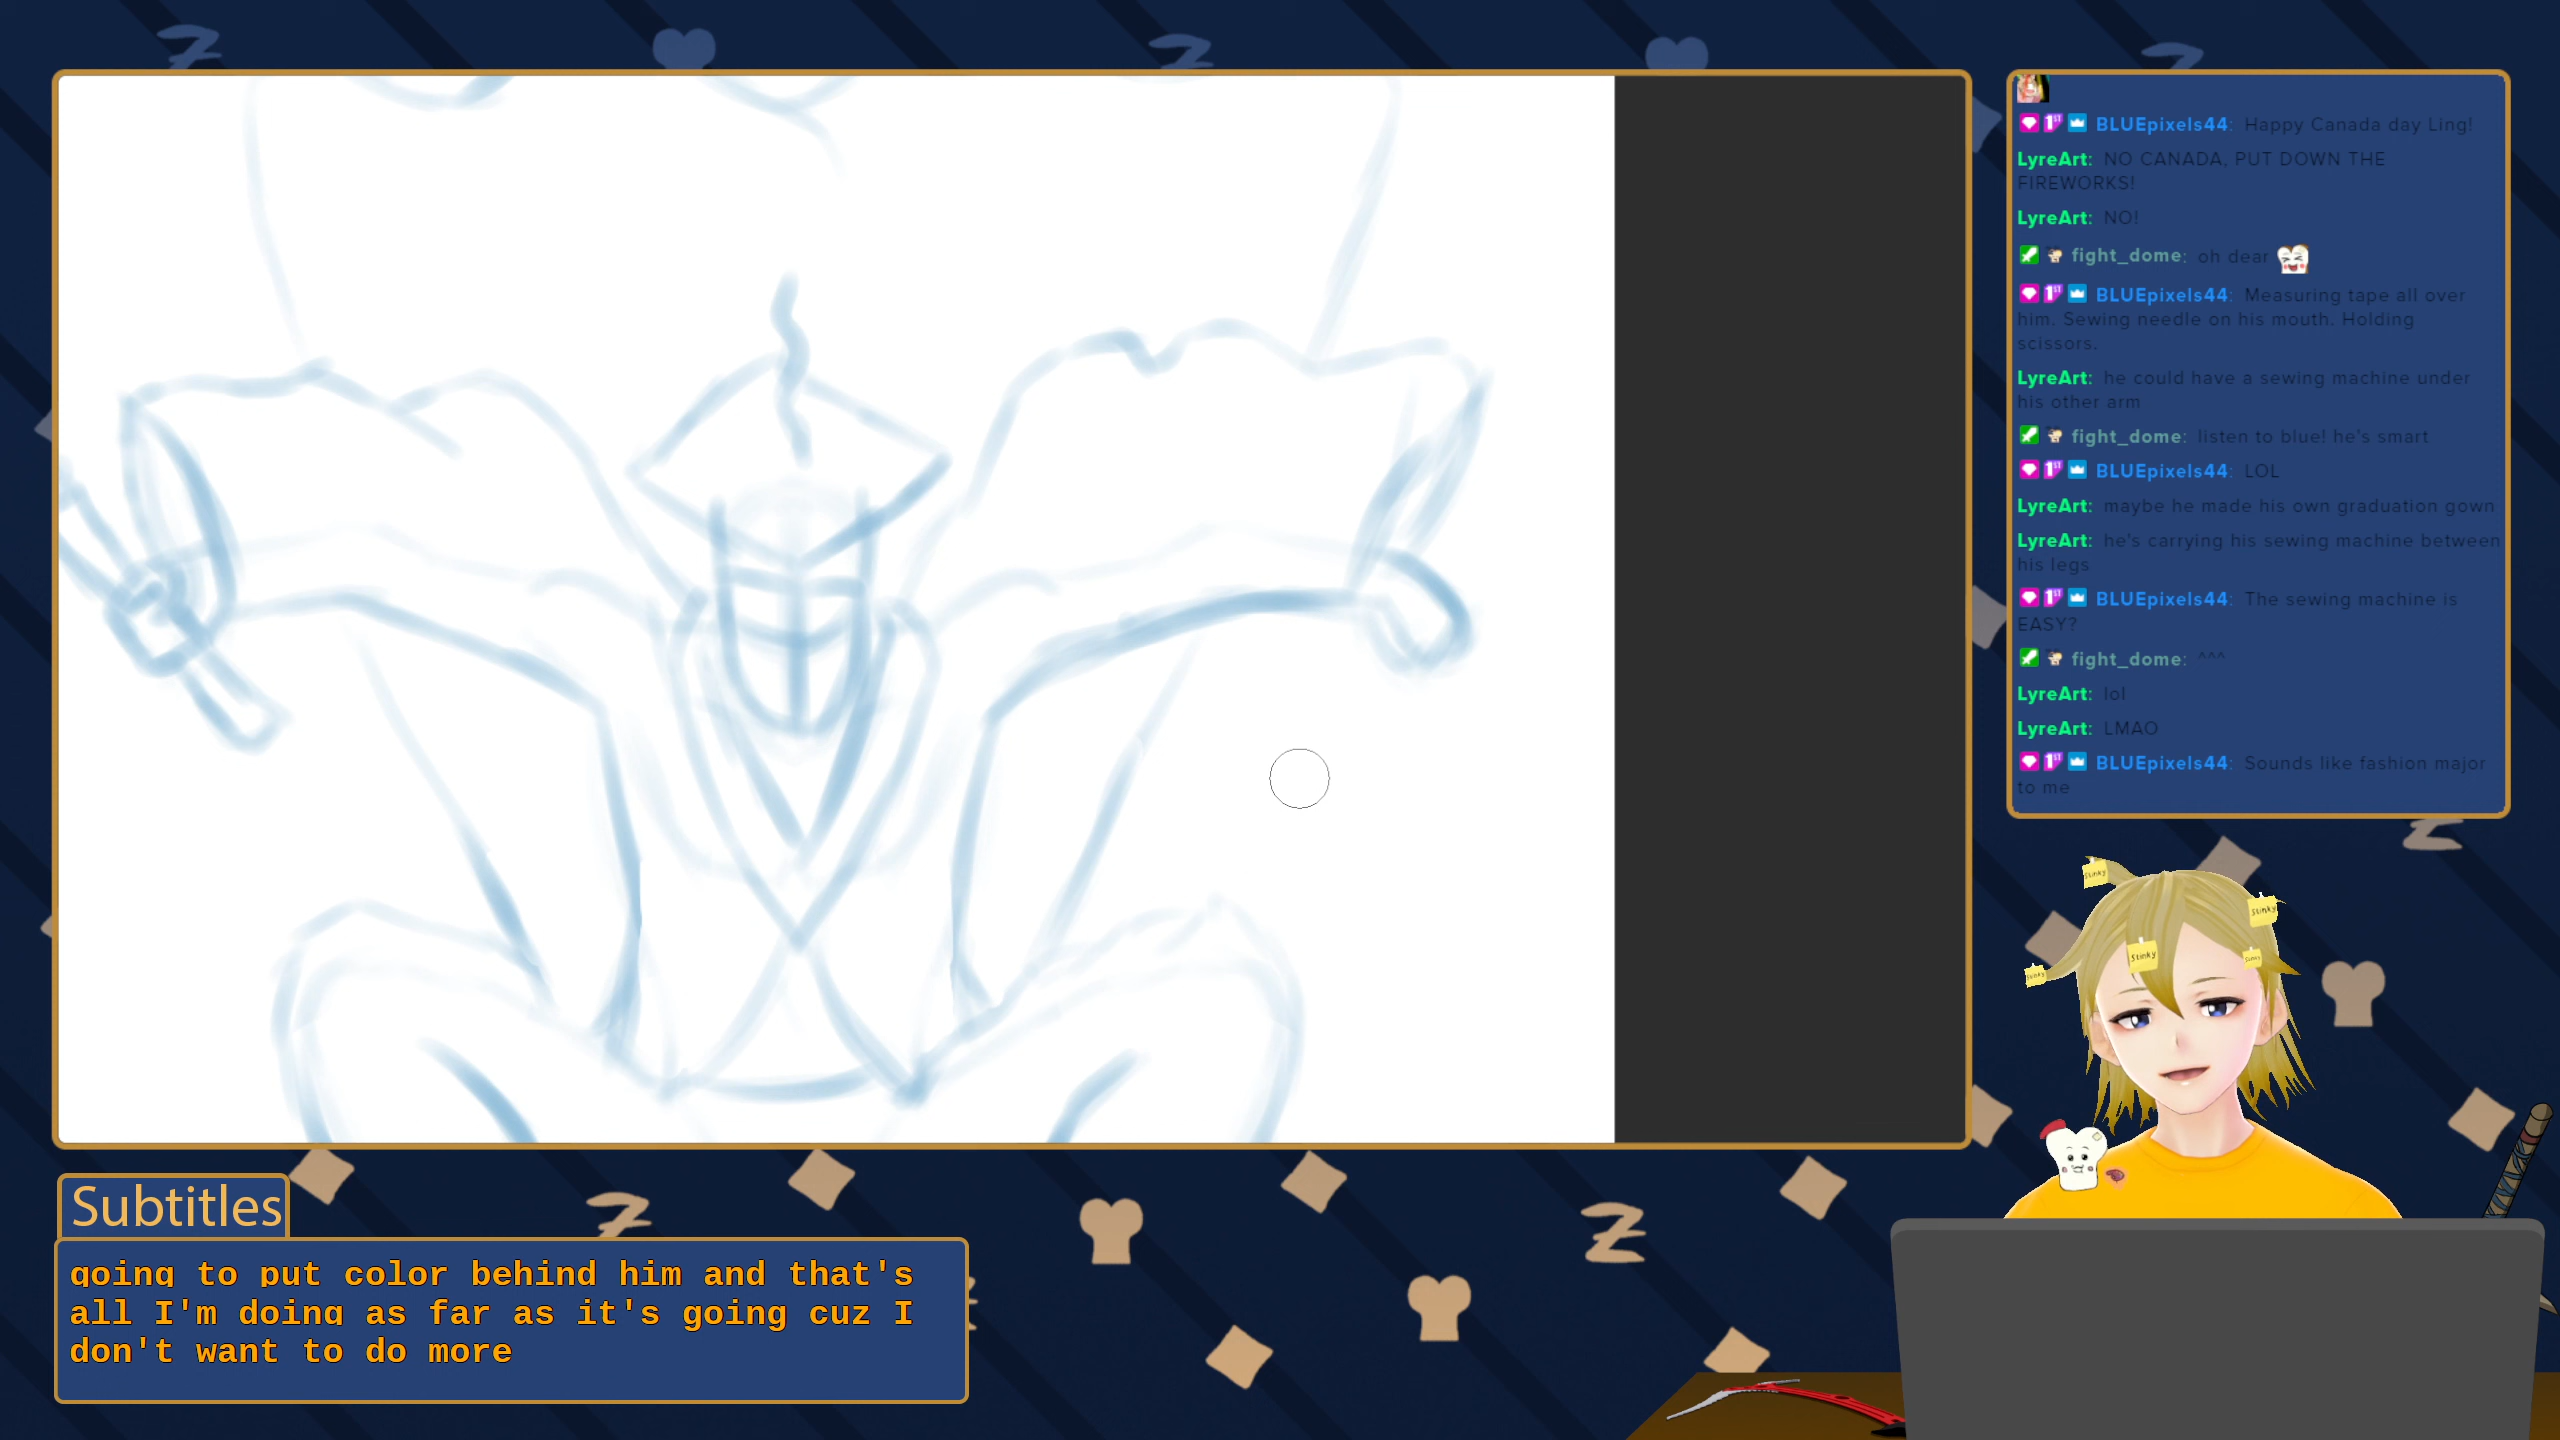 BLUEpixels44: Happy Canada day Ling!
LyreArt: NO CANADA, PUT DOWN THE
FIREWORKS!
LyreArt: NO!
fight_dome: oh dear
BLUEpixels44: Measuring tape all over
him. Sewing needle on his mouth. Holding
scissors.
LyreArt: he could have a sewing machine under
his other arm
fight_dome: listen to blue! he's smart
BLUEpixels44: LOL
LyreArt: maybe he made his own graduation gown
LyreArt: he's carrying his sewing machine between
his legs
BLUEpixels44: The sewing machine is
EASY?
fight_dome: ^^^
LyreArt: lol
LyreArt: LMAO
BLUEpixels44: Sounds like fashion major
to me
Stinky
Stinky
Stinky
Stinky
Stinky
Subtitles
going to put color behind him and that's
all I'm doing as far as it's going cuz I
don't want to do more